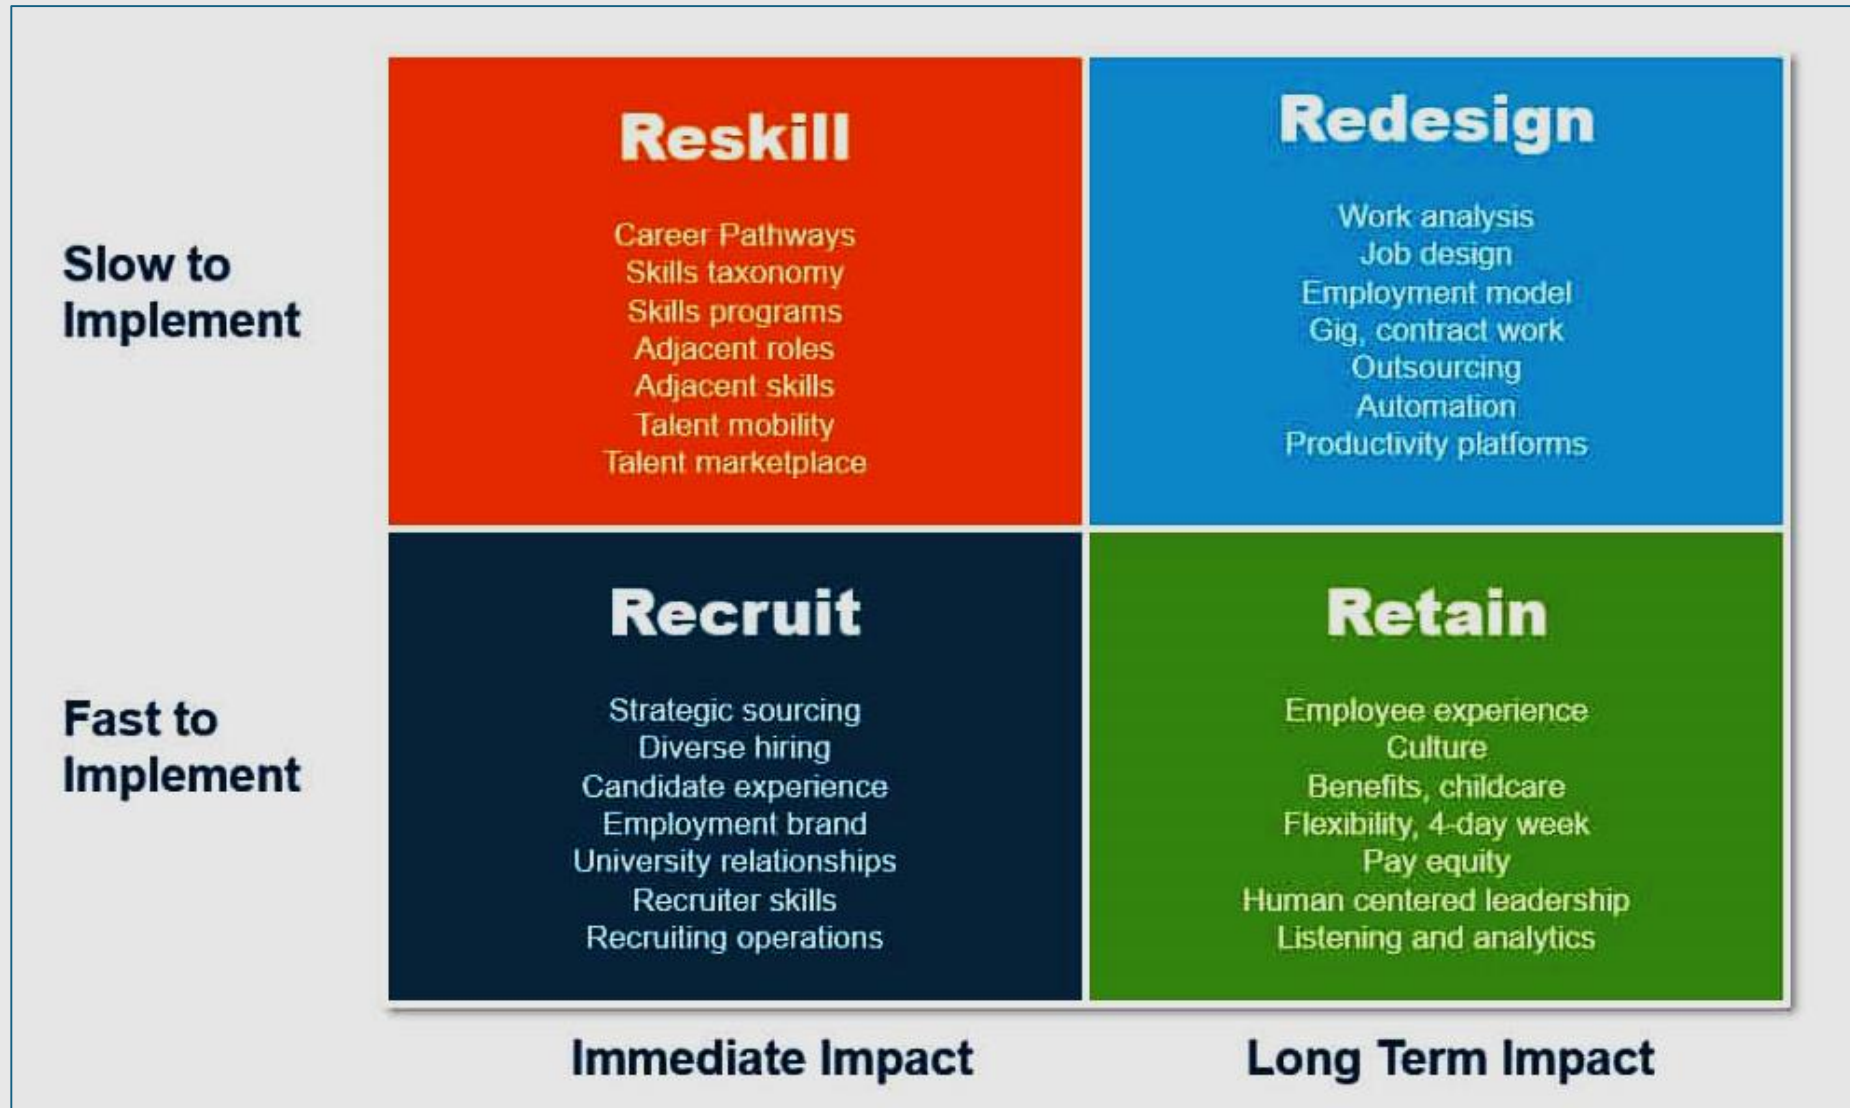 Slow to
Implement
Reskill
Career Pathways
Skills taxonomy
Skills programs
Adjacent roles
Adjacent skills
Talent mobility
Talent marketplace
Redesign
Work analysis
Job design
Employment model
Gig, contract work
Outsourcing
Automation
Productivity platforms
Fast to
Implement
Recruit
Strategic sourcing
Diverse hiring
Candidate experience
Employment brand
University relationships
Recruiter skills
Recruiting operations
Retain
Employee experience
Culture
Benefits, childcare
Flexibility, 4-day week
Pay equity
Human centered leadership
Listening and analytics
Immediate Impact
Long Term Impact